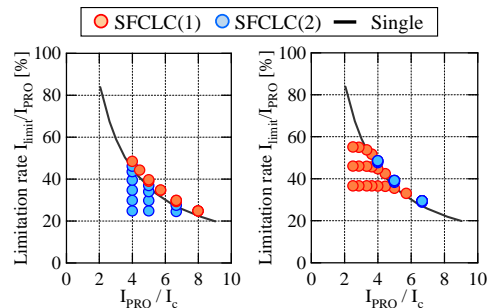 SFCLC(1) SFCLC(2) Single
Limitation rate I_limit/I_PRO [%]
100
80
60
40
20
0
0 2 4 6 8 10
I_PRO / I_c
Limitation rate I_limit/I_PRO [%]
100
80
60
40
20
0
0 2 4 6 8 10
I_PRO / I_c